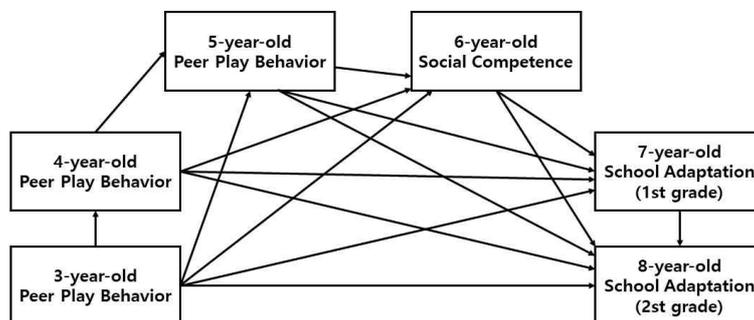 5-year-old
Peer Play Behavior
6-year-old
Social Competence
4-year-old
Peer Play Behavior
7-year-old
School Adaptation
(1st grade)
3-year-old
Peer Play Behavior
8-year-old
School Adaptation
(2st grade)